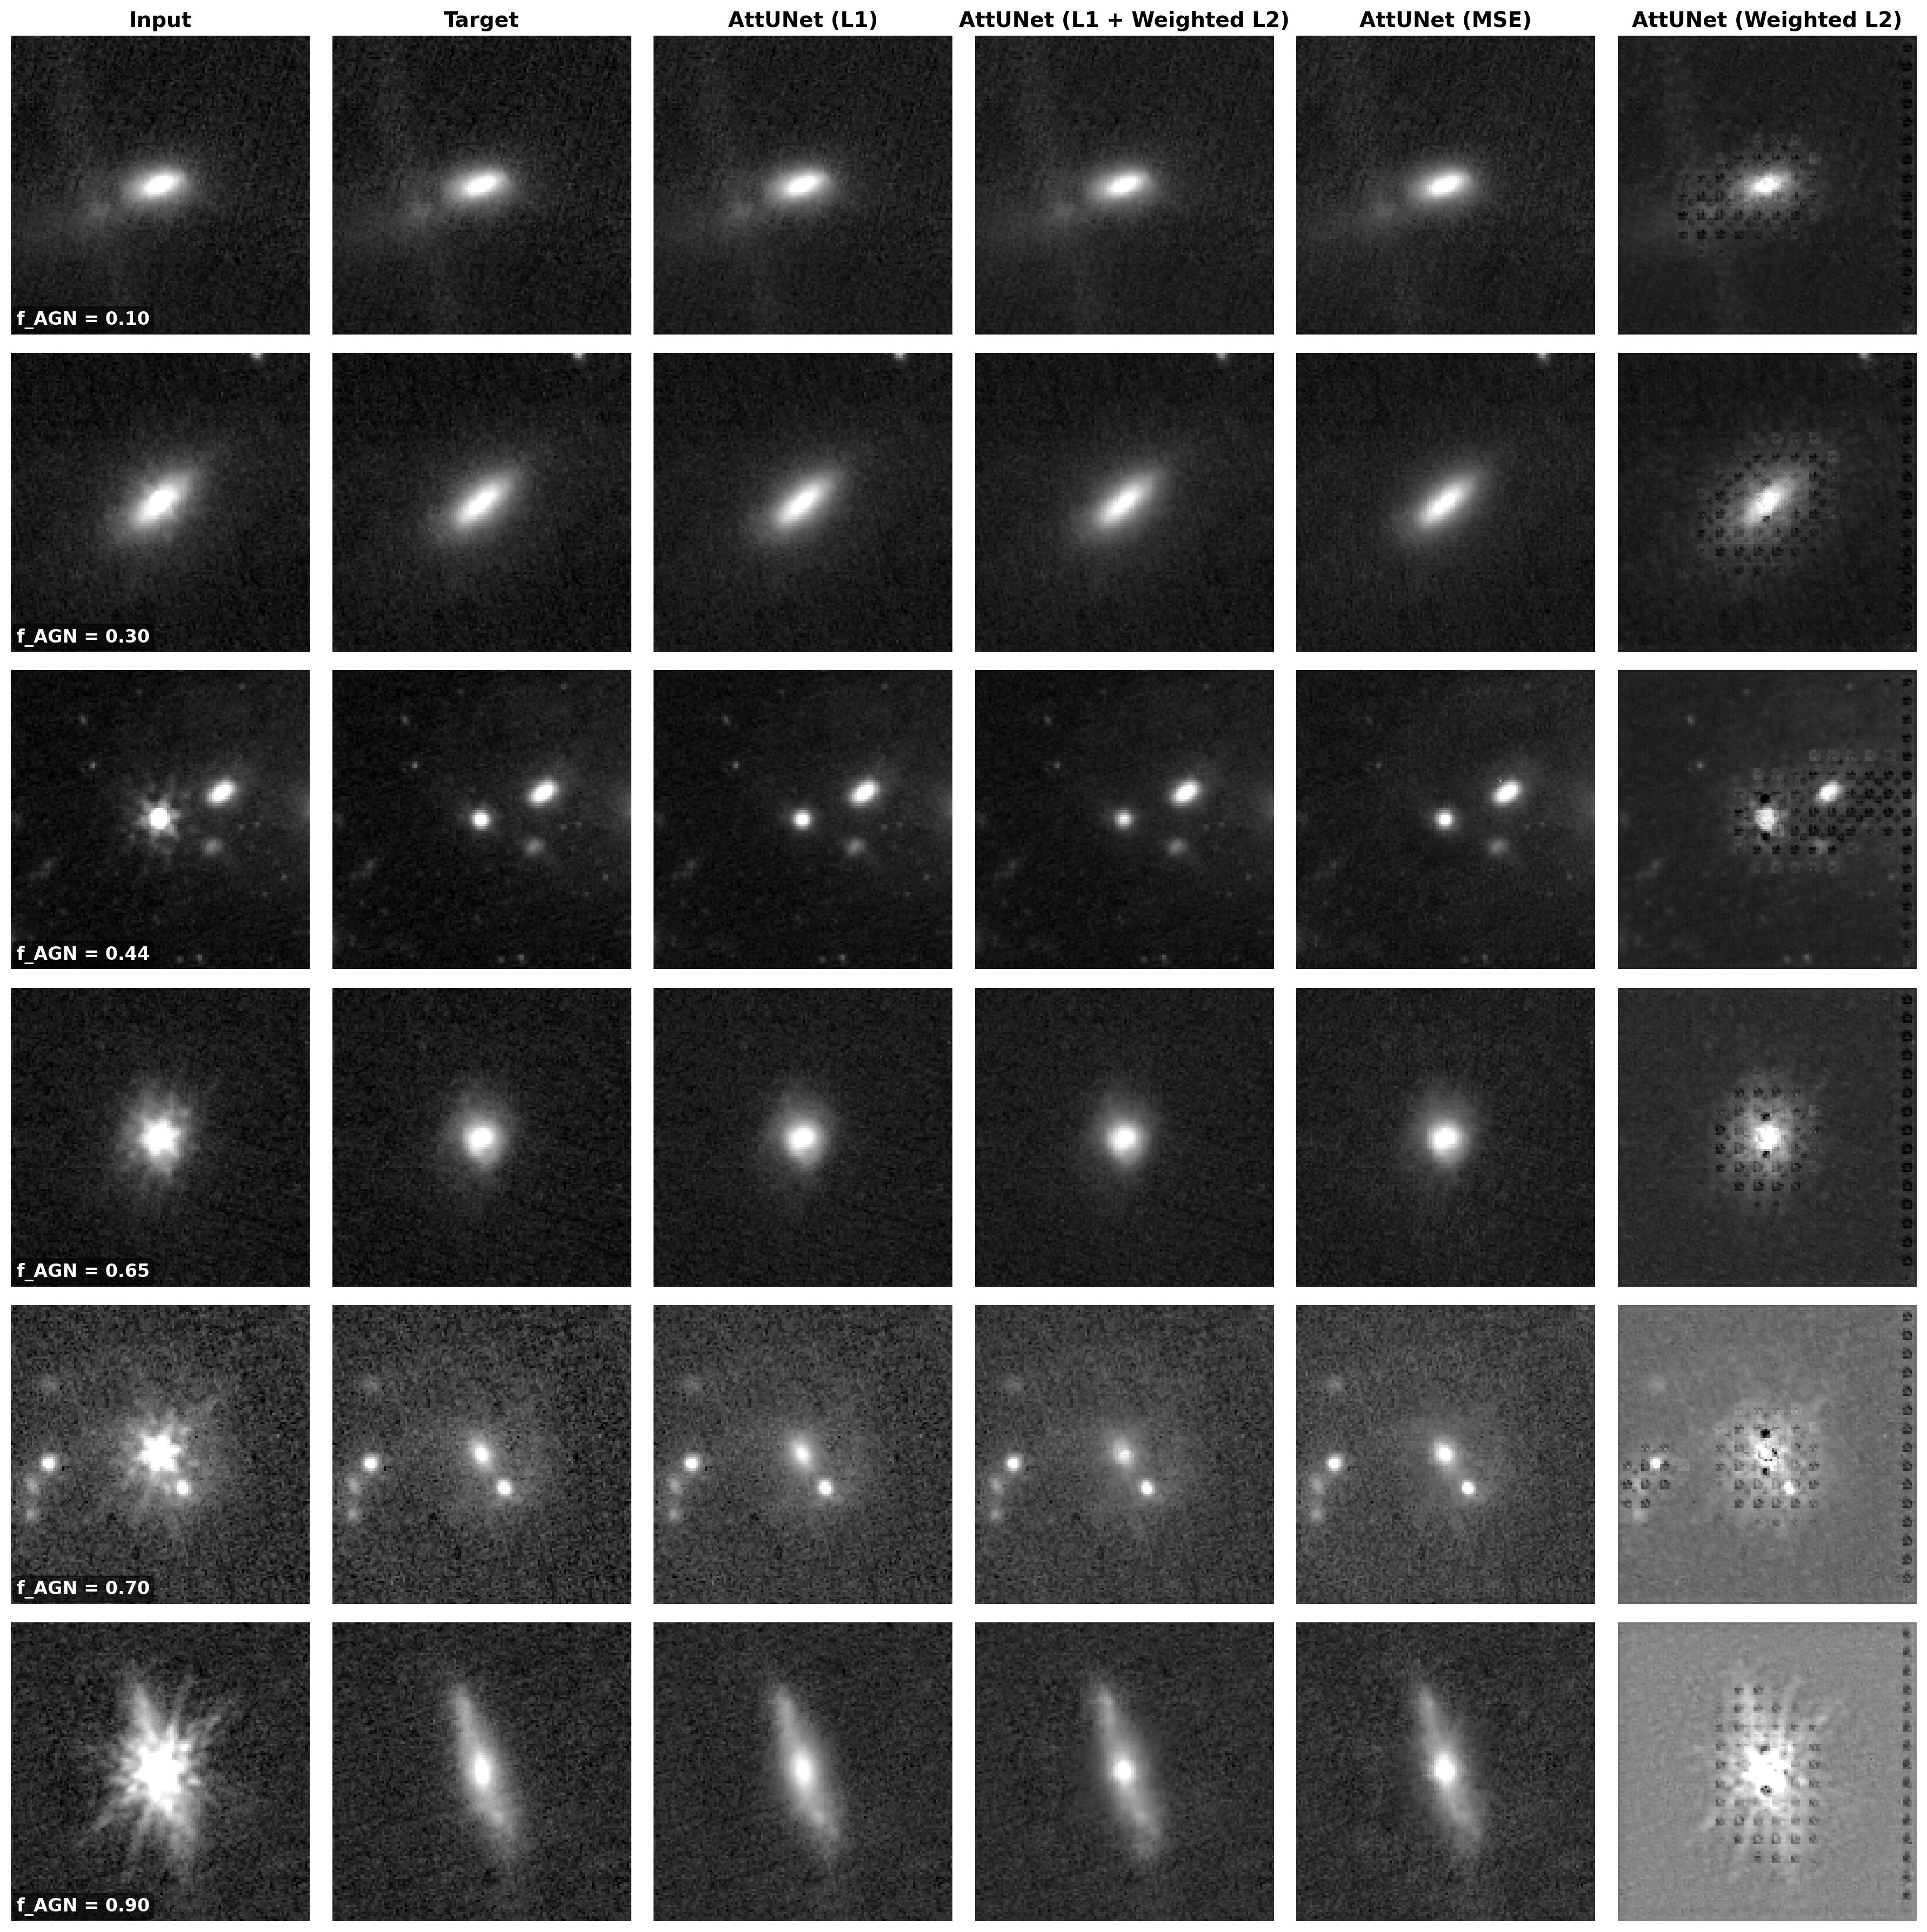 Input Target AttUNet (L1) AttUNet (L1 + Weighted L2) AttUNet (MSE) AttUNet (Weighted L2)
f_AGN = 0.10
f_AGN = 0.30
f_AGN = 0.44
f_AGN = 0.65
f_AGN = 0.70
f_AGN = 0.90